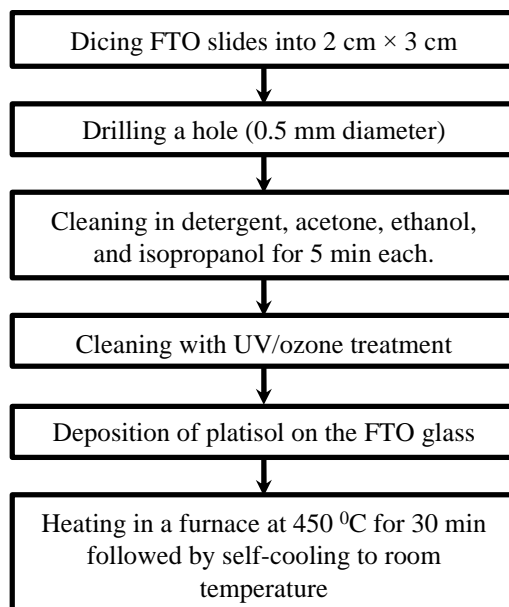 Dicing FTO slides into 2 cm × 3 cm
Drilling a hole (0.5 mm diameter)
Cleaning in detergent, acetone, ethanol,
and isopropanol for 5 min each.
Cleaning with UV/ozone treatment
Deposition of platisol on the FTO glass
Heating in a furnace at 450 ⁰C for 30 min
followed by self-cooling to room
temperature